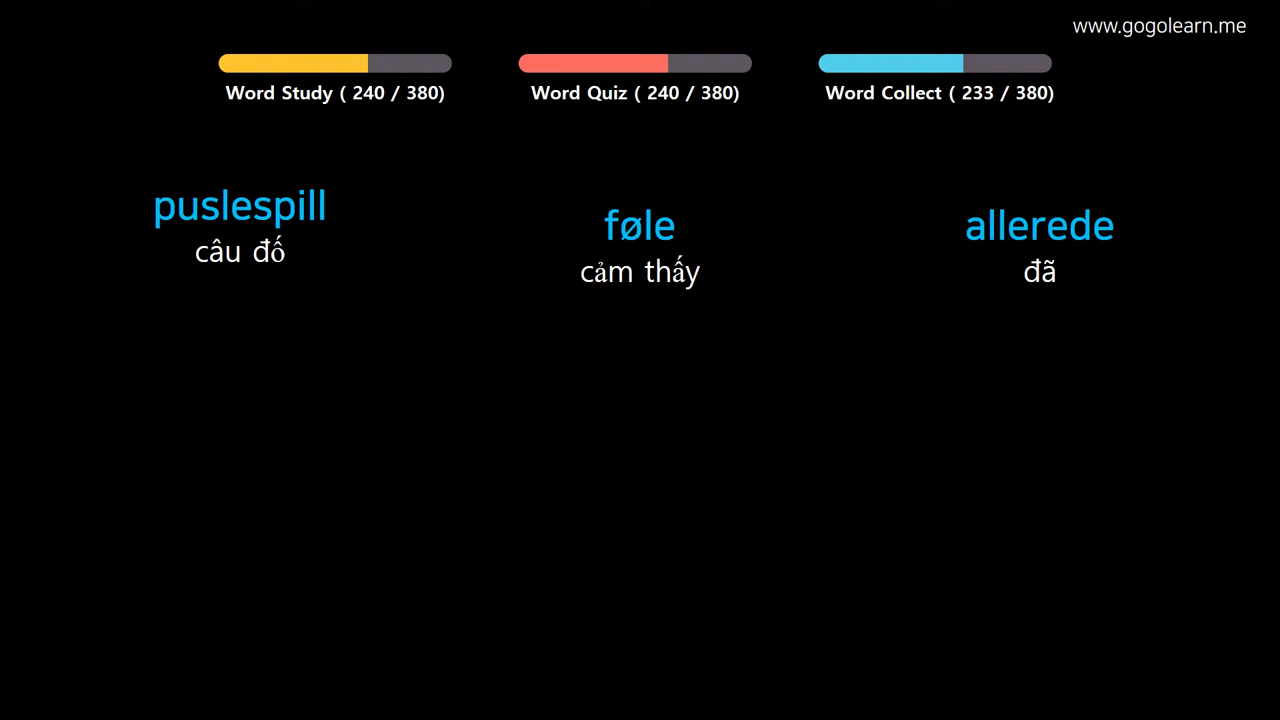 www.gogolearn.me
Word Study ( 240 / 380)
Word Quiz ( 240 / 380)
Word Collect ( 233 / 380)
puslespill
câu đố
føle
cảm thấy
allerede
đã